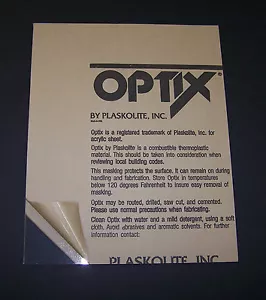 OPTIX®
BY PLASKOLITE, INC.
Optix is a registered trademark of Plaskolite, Inc. for
acrylic sheet.
Optix by Plaskolite is a combustible thermoplastic
material. This should be taken into consideration when
reviewing local building codes.
This masking protects the surface. It can remain on during
handling and fabrication. Store Optix in temperatures
below 120 degrees Fahrenheit to insure easy removal of
masking.
Optix may be routed, drilled, saw cut, and cemented.
Please use normal precautions when fabricating.
Clean Optix with water and a mild detergent, using a soft
cloth. Avoid abrasives and aromatic solvents. For further
information contact:
PLASKOLITE, INC